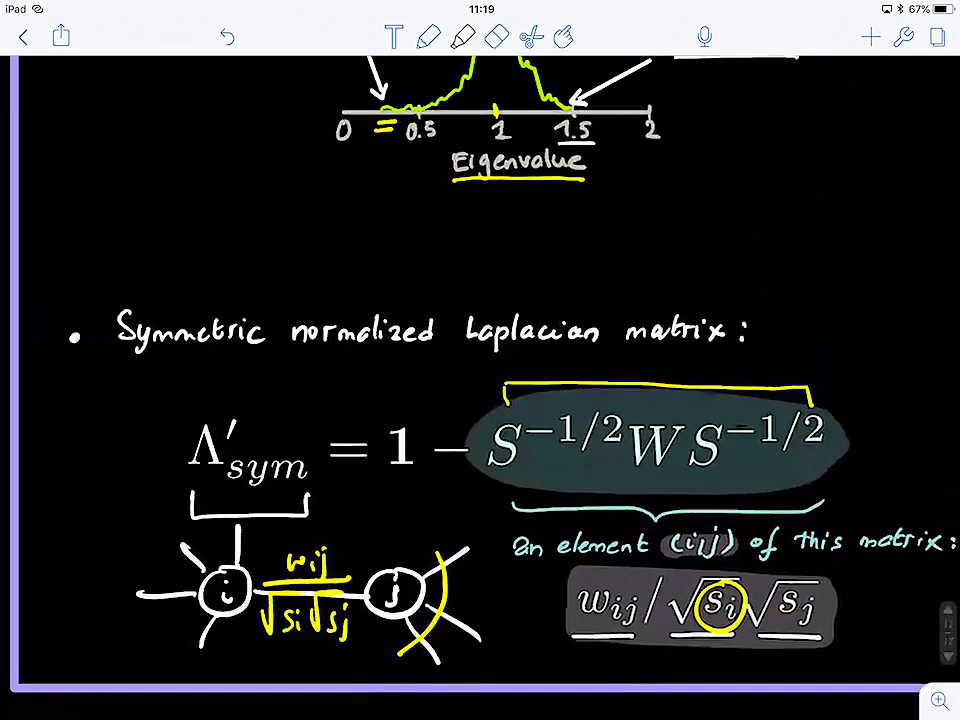 iPad 11:19 67%
T
0 0.5 1 1.5 2
Eigenvalue
• Symmetric normalized Laplacian matrix:
Λ′sym = 1 − S−1/2WS−1/2
an element (i,j) of this matrix:
wij/√si√sj
i wij j
√si√sj